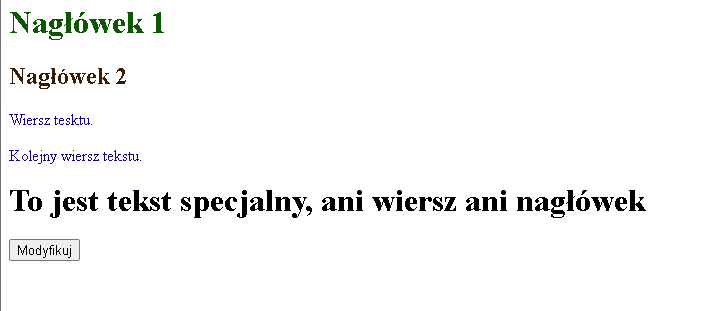 Nagłówek 1
Nagłówek 2
Wiersz tesktu.
Kolejny wiersz tekstu.
To jest tekst specjalny, ani wiersz ani nagłówek
Modyfikuj